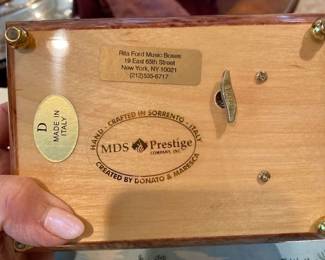 Rita Ford Music Boxes
19 East 65th Street
New York, NY 10021
(212)535-6717
D
MADE IN
ITALY
HAND - CRAFTED IN SORRENTO - ITALY
MDS Prestige
COMPANY, INC.
CREATED BY DONATO & MARESCA